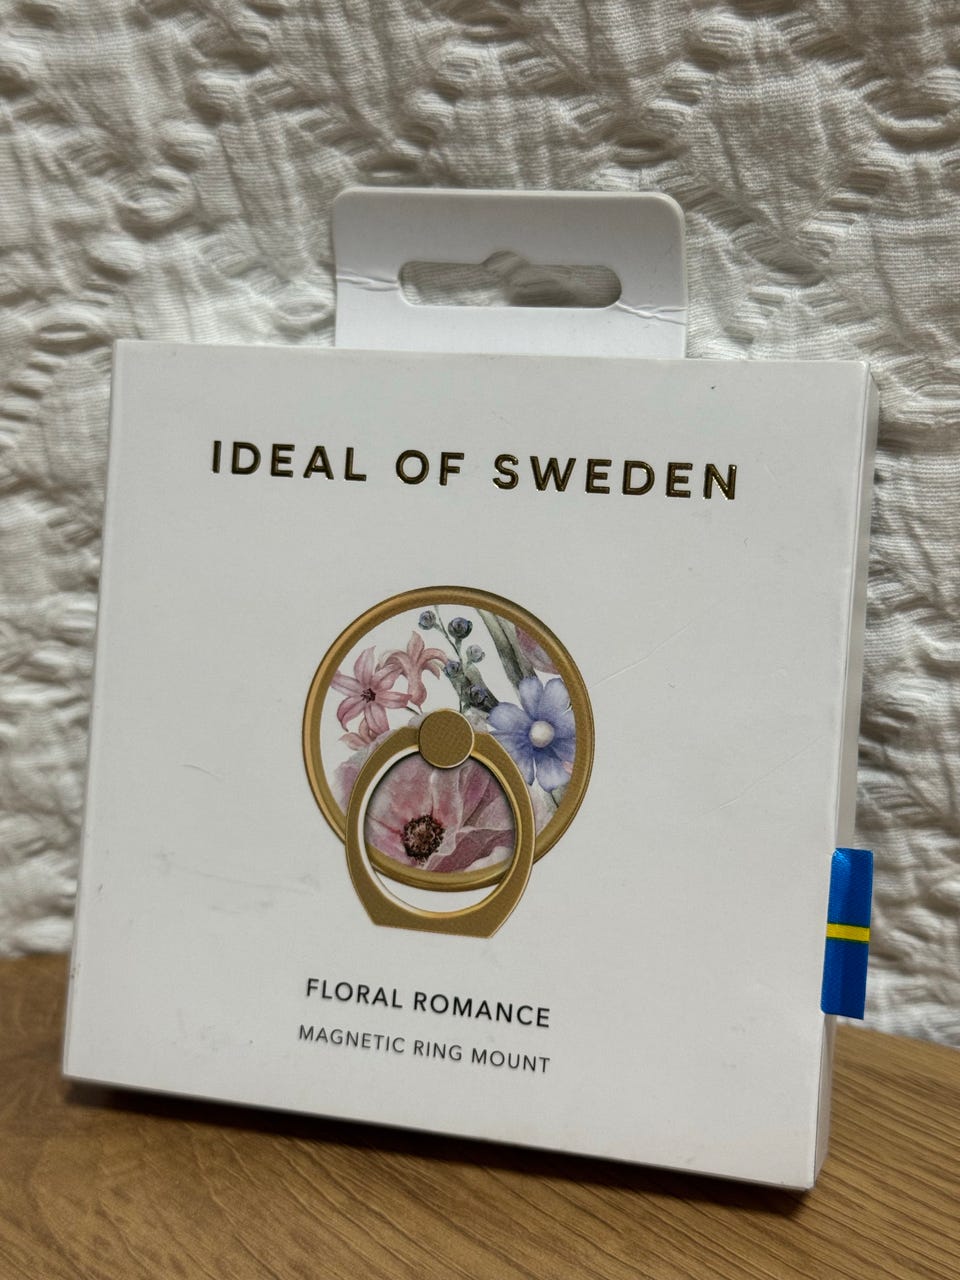 IDEAL OF SWEDEN
FLORAL ROMANCE
MAGNETIC RING MOUNT